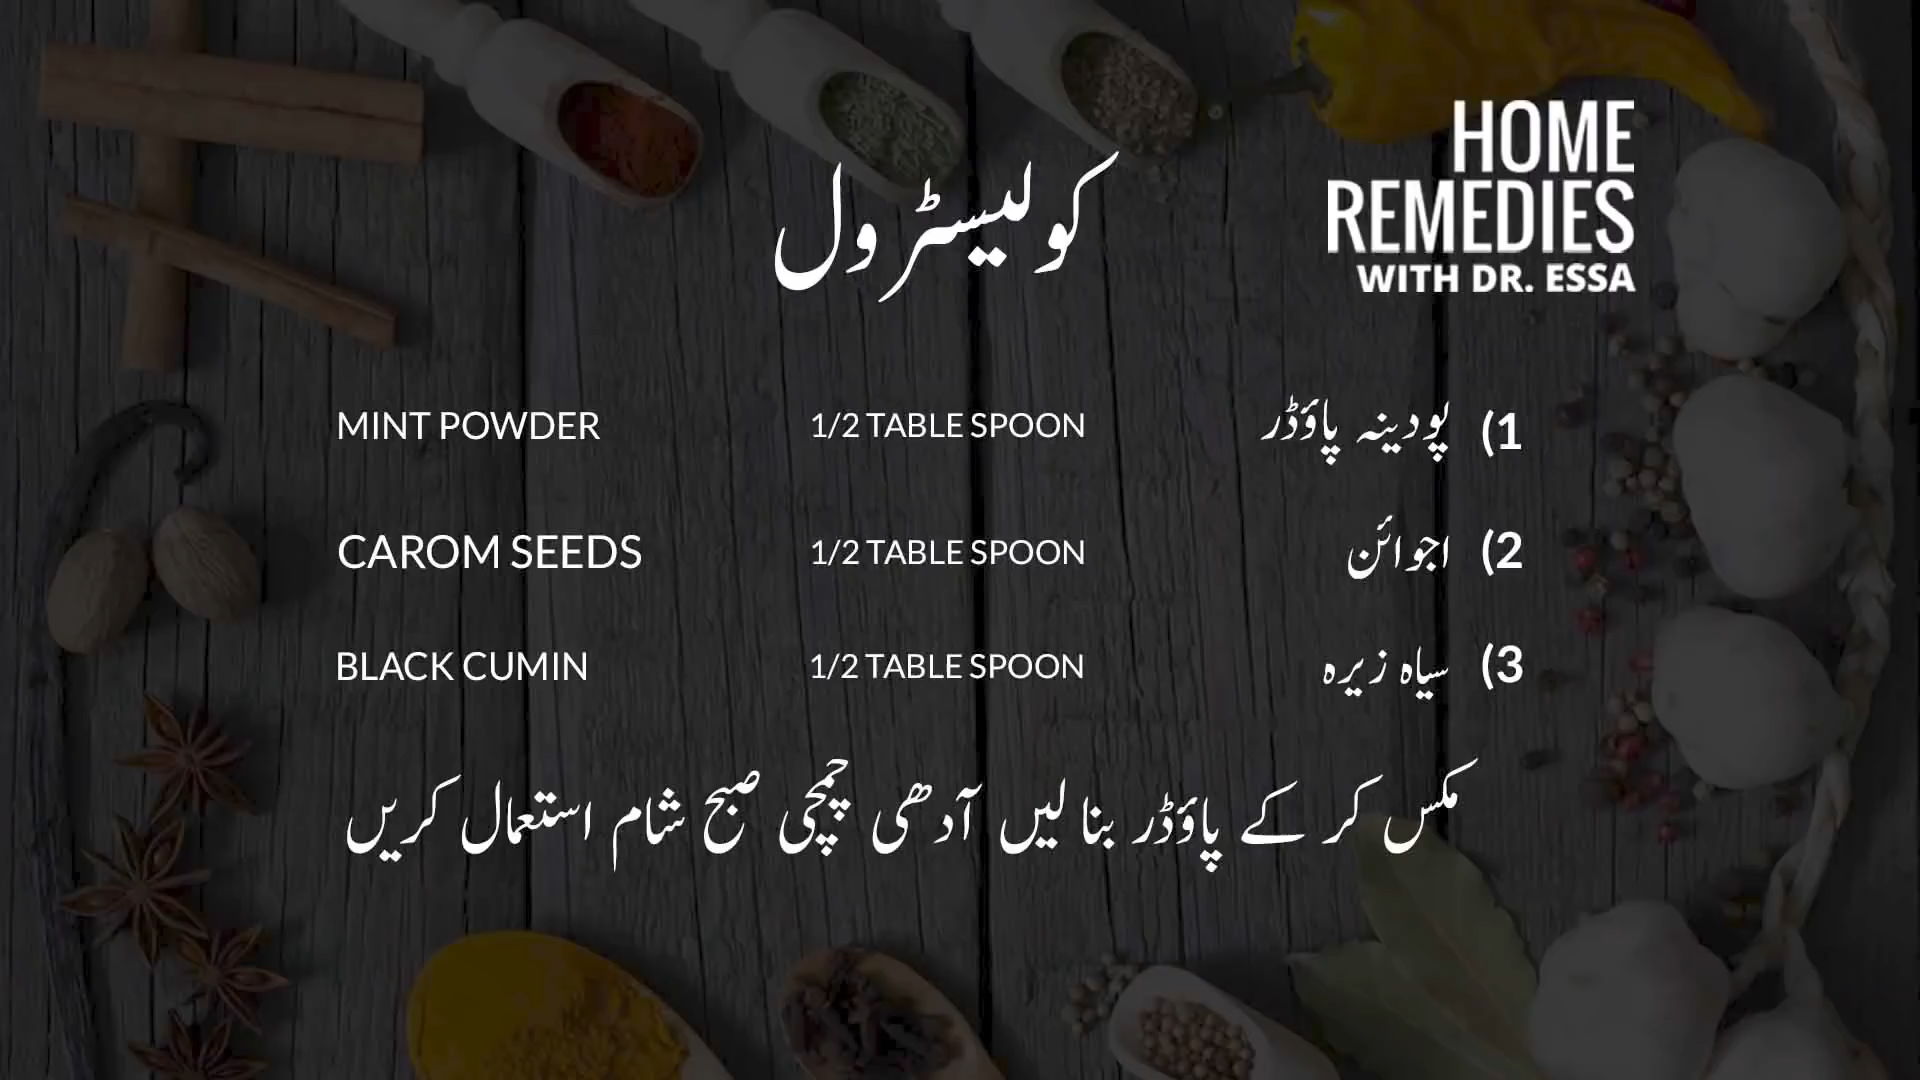 HOME
REMEDIES
WITH DR. ESSA
کولیسٹرول
1) پودینہ پاؤڈر 1/2 TABLE SPOON MINT POWDER
2) اجوائن 1/2 TABLE SPOON CAROM SEEDS
3) سیاہ زیرہ 1/2 TABLE SPOON BLACK CUMIN
مکس کر کے پاؤڈر بنا لیں آدھی چمچی صبح شام استعمال کریں